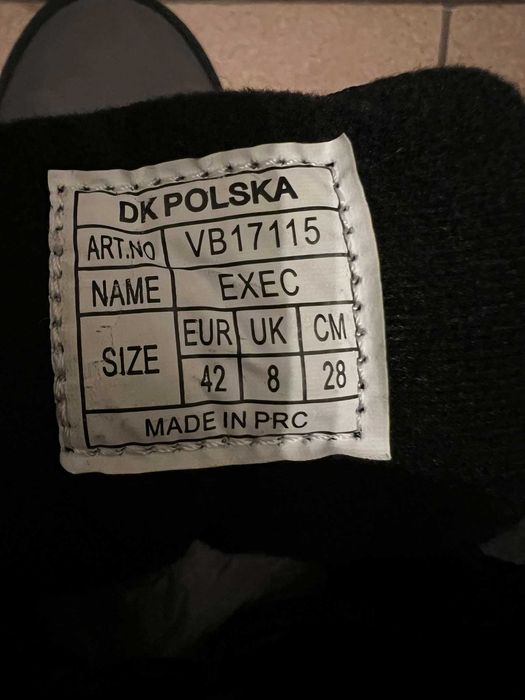 DK POLSKA
ART.NO VB17115
NAME EXEC
SIZE EUR UK CM
42 8 28
MADE IN PRC